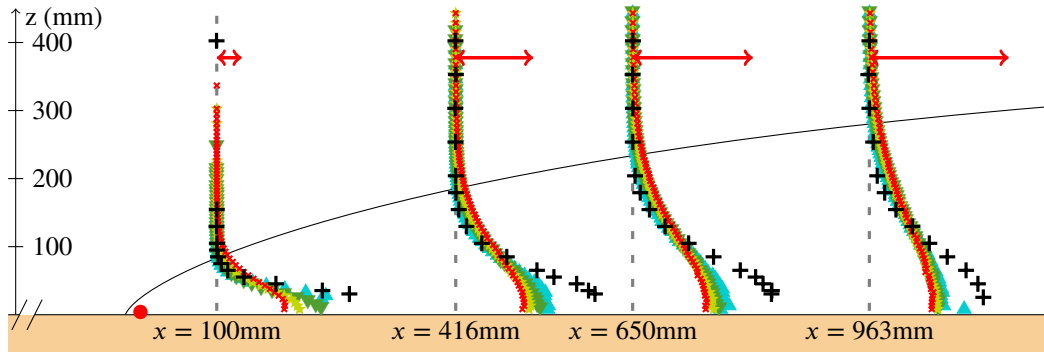 z (mm)
400
300
200
100
x = 100mm x = 416mm x = 650mm x = 963mm